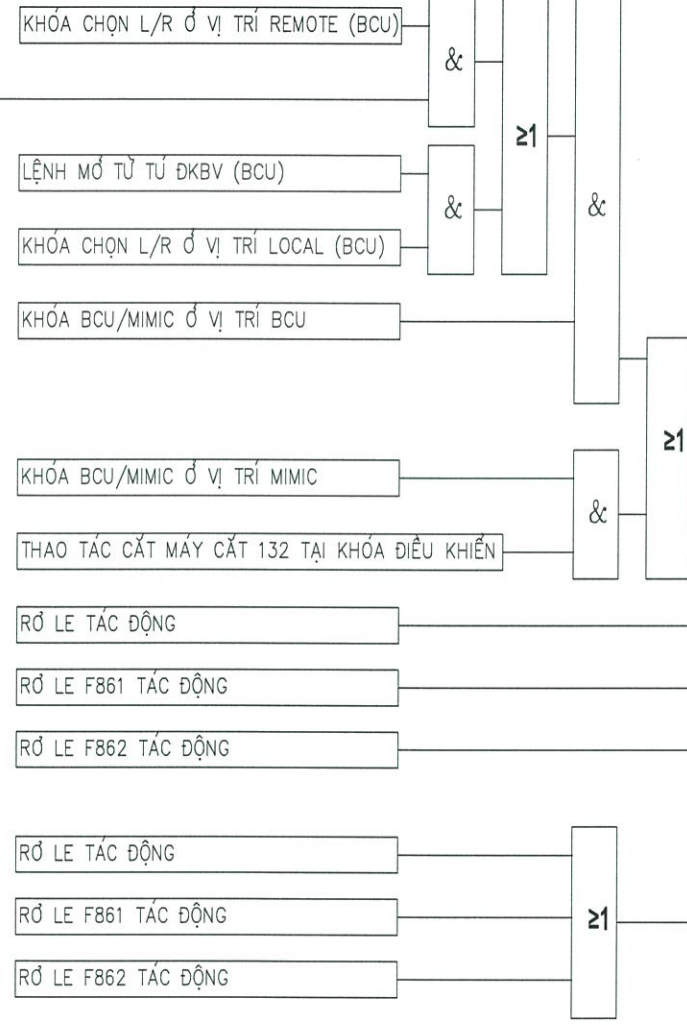 KHÓA CHỌN L/R Ở VỊ TRÍ REMOTE (BCU)
&
≥1
LỆNH MỞ TỪ TỦ ĐKBV (BCU)
&
&
KHÓA CHỌN L/R Ở VỊ TRÍ LOCAL (BCU)
KHÓA BCU/MIMIC Ở VỊ TRÍ BCU
≥1
KHÓA BCU/MIMIC Ở VỊ TRÍ MIMIC
&
THAO TÁC CẮT MÁY CẮT 132 TẠI KHÓA ĐIỀU KHIỂN
RƠ LE TÁC ĐỘNG
RƠ LE F861 TÁC ĐỘNG
RƠ LE F862 TÁC ĐỘNG
RƠ LE TÁC ĐỘNG
RƠ LE F861 TÁC ĐỘNG
≥1
RƠ LE F862 TÁC ĐỘNG